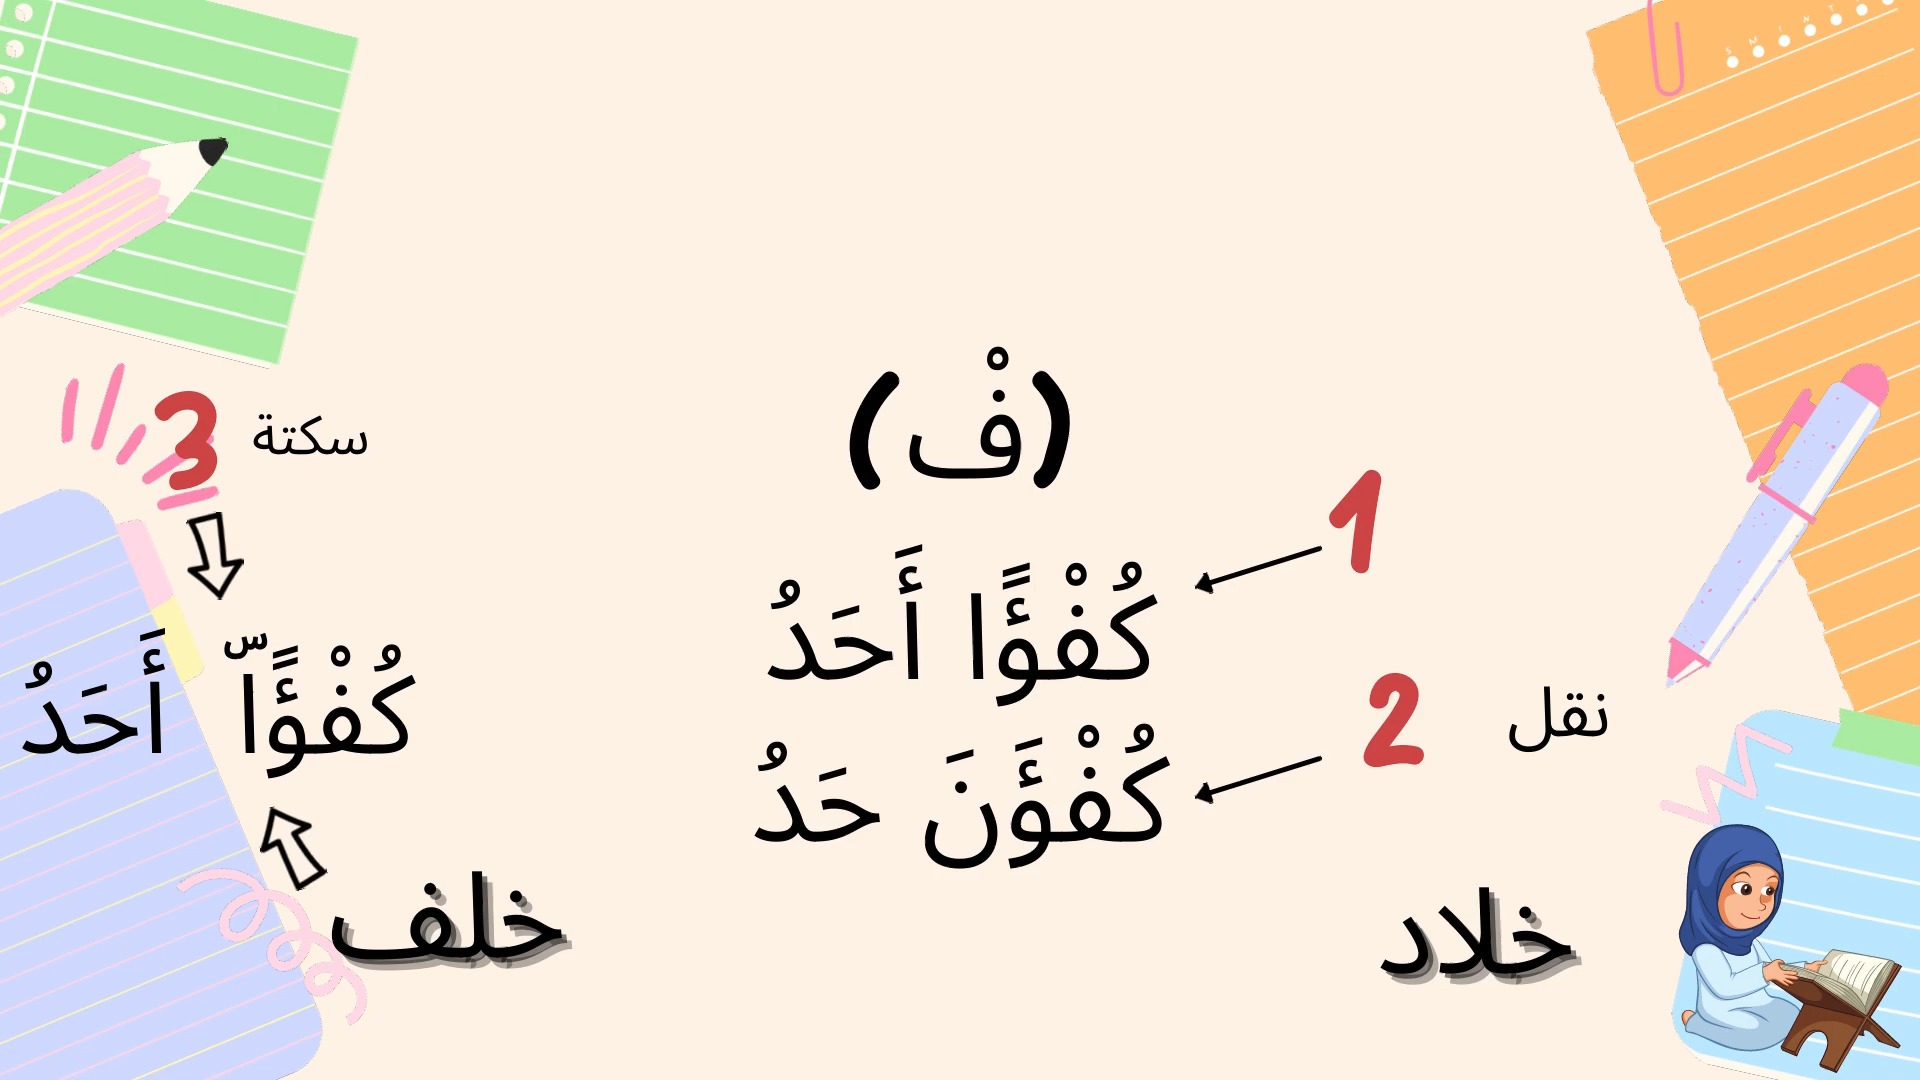 (فْ)
1
كُفْؤًا أَحَدُ
2
نقل
كُفْؤَنَ حَدُ
خلاد
3
سكتة
كُفْؤًا س أَحَدُ
خلف
S M I N T